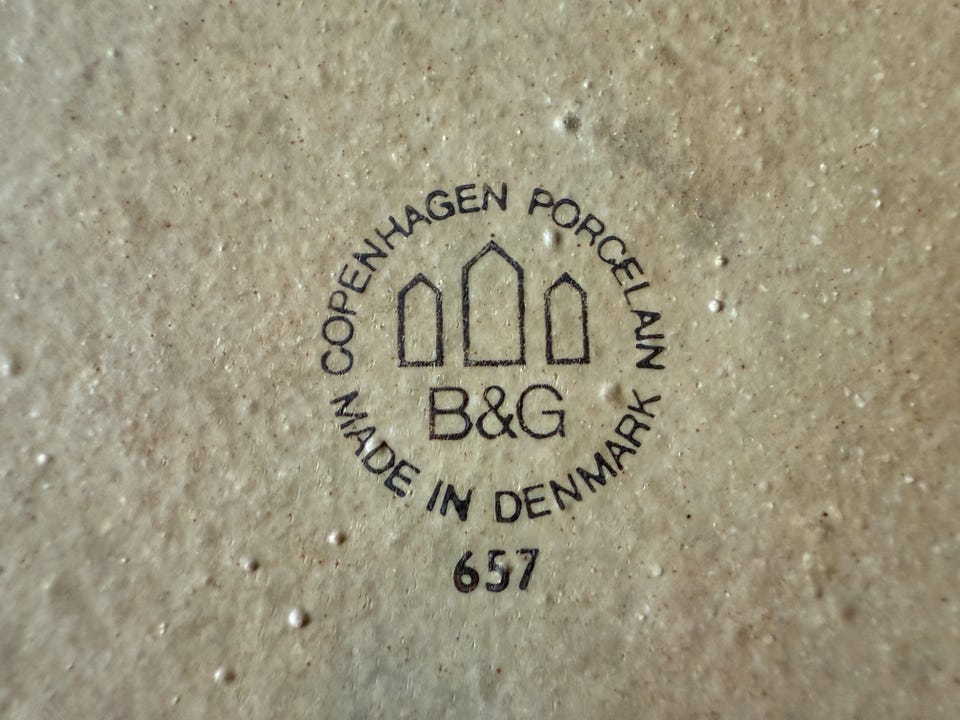 COPENHAGEN PORCELAIN
B&G
MADE IN DENMARK
657